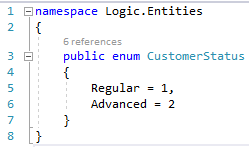 1 namespace Logic.Entities
2 {
6 references
3 public enum CustomerStatus
4 {
5 Regular = 1,
6 Advanced = 2
7 }
8 }